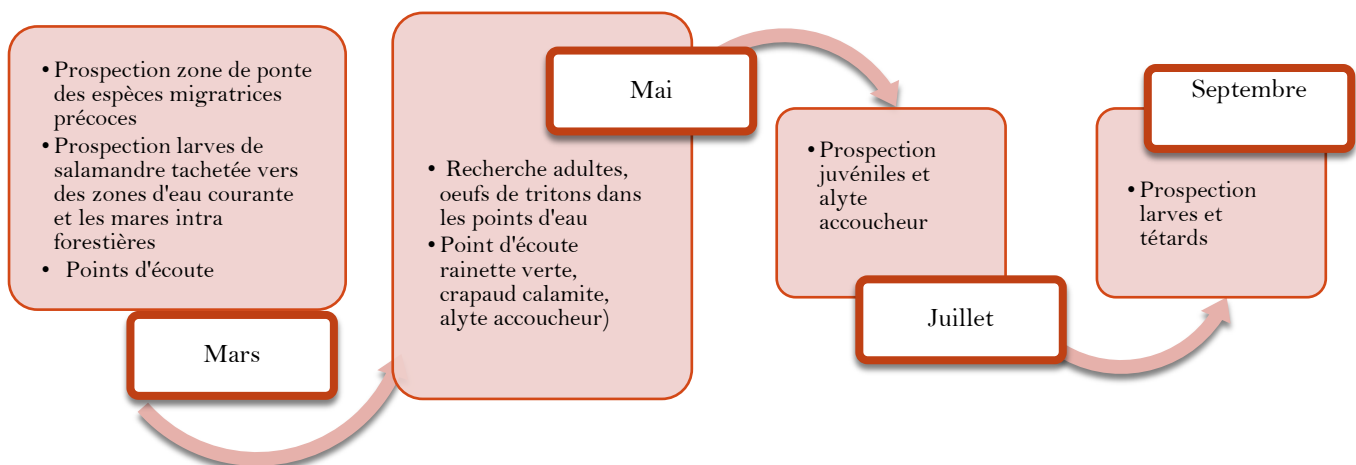 • Prospection zone de ponte
des espèces migratrices
précoces
• Prospection larves de
salamandre tachetée vers
des zones d'eau courante
et les mares intra
forestières
• Points d'écoute
Mars
Mai
• Recherche adultes,
oeufs de tritons dans
les points d'eau
• Point d'écoute
rainette verte,
crapaud calamite,
alyte accoucheur)
• Prospection
juvéniles et
alyte
accoucheur
Juillet
Septembre
• Prospection
larves et
tétards